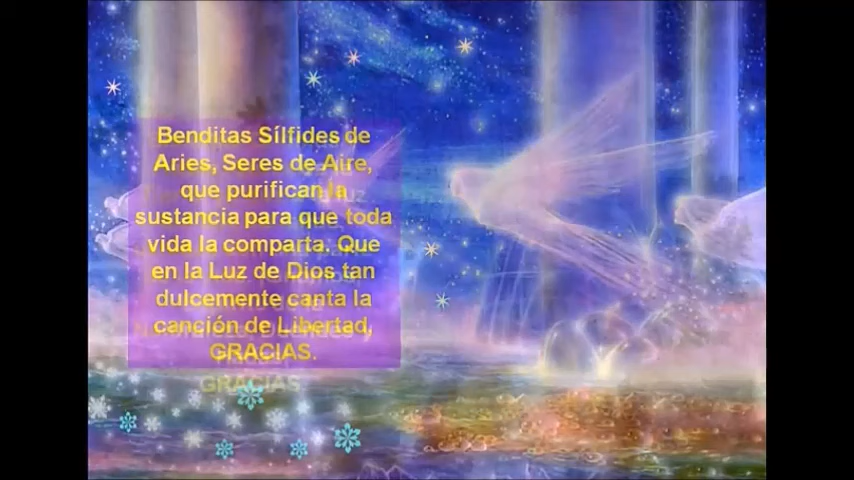 Benditas Sílfides de
Aries, Seres de Aire,
que purifican la
sustancia para que toda
vida la comparta. Que
en la Luz de Dios tan
dulcemente canta la
canción de Libertad,
GRACIAS.
GRACIAS